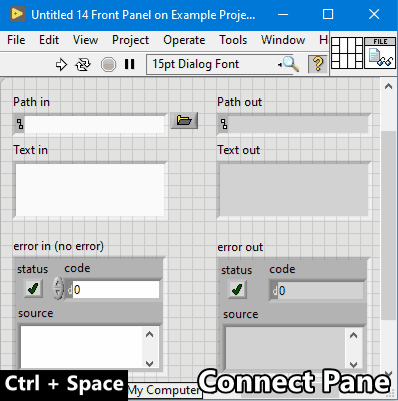 Untitled 14 Front Panel on Example Proje...
File Edit View Project Operate Tools Window H
FILE
15pt Dialog Font
?
Path in
Path out
Text in
Text out
error in (no error)
error out
status code
status code
d 0
d 0
source
source
Ctrl + Space
My Computer
Connect Pane